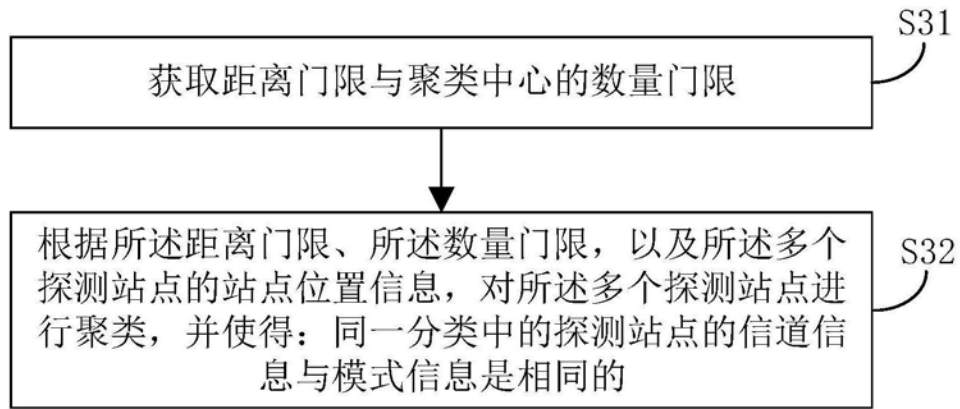 S31
获取距离门限与聚类中心的数量门限
根据所述距离门限、所述数量门限，以及所述多个
探测站点的站点位置信息，对所述多个探测站点进
行聚类，并使得：同一分类中的探测站点的信道信
息与模式信息是相同的
S32